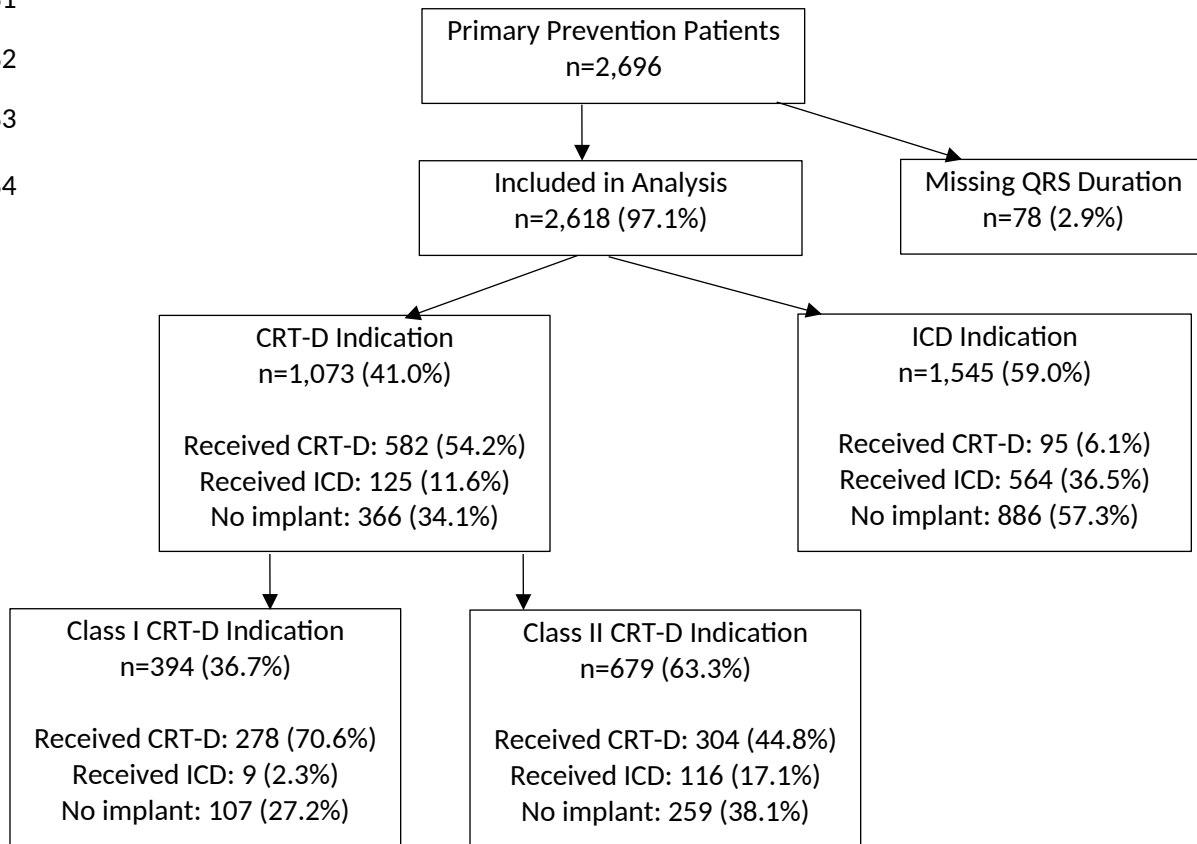 Primary Prevention Patients
n=2,696
Included in Analysis
n=2,618 (97.1%)
Missing QRS Duration
n=78 (2.9%)
CRT-D Indication
n=1,073 (41.0%)
Received CRT-D: 582 (54.2%)
Received ICD: 125 (11.6%)
No implant: 366 (34.1%)
ICD Indication
n=1,545 (59.0%)
Received CRT-D: 95 (6.1%)
Received ICD: 564 (36.5%)
No implant: 886 (57.3%)
Class I CRT-D Indication
n=394 (36.7%)
Received CRT-D: 278 (70.6%)
Received ICD: 9 (2.3%)
No implant: 107 (27.2%)
Class II CRT-D Indication
n=679 (63.3%)
Received CRT-D: 304 (44.8%)
Received ICD: 116 (17.1%)
No implant: 259 (38.1%)